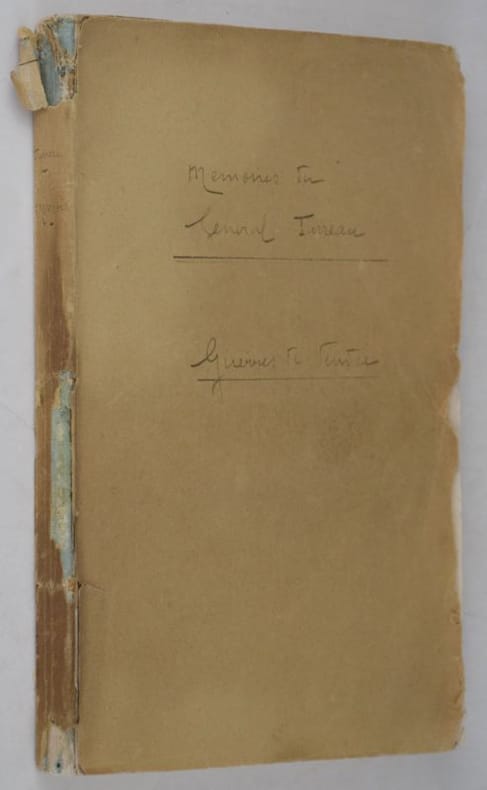 Memoires du
General Turreau
Guerres de Vendée